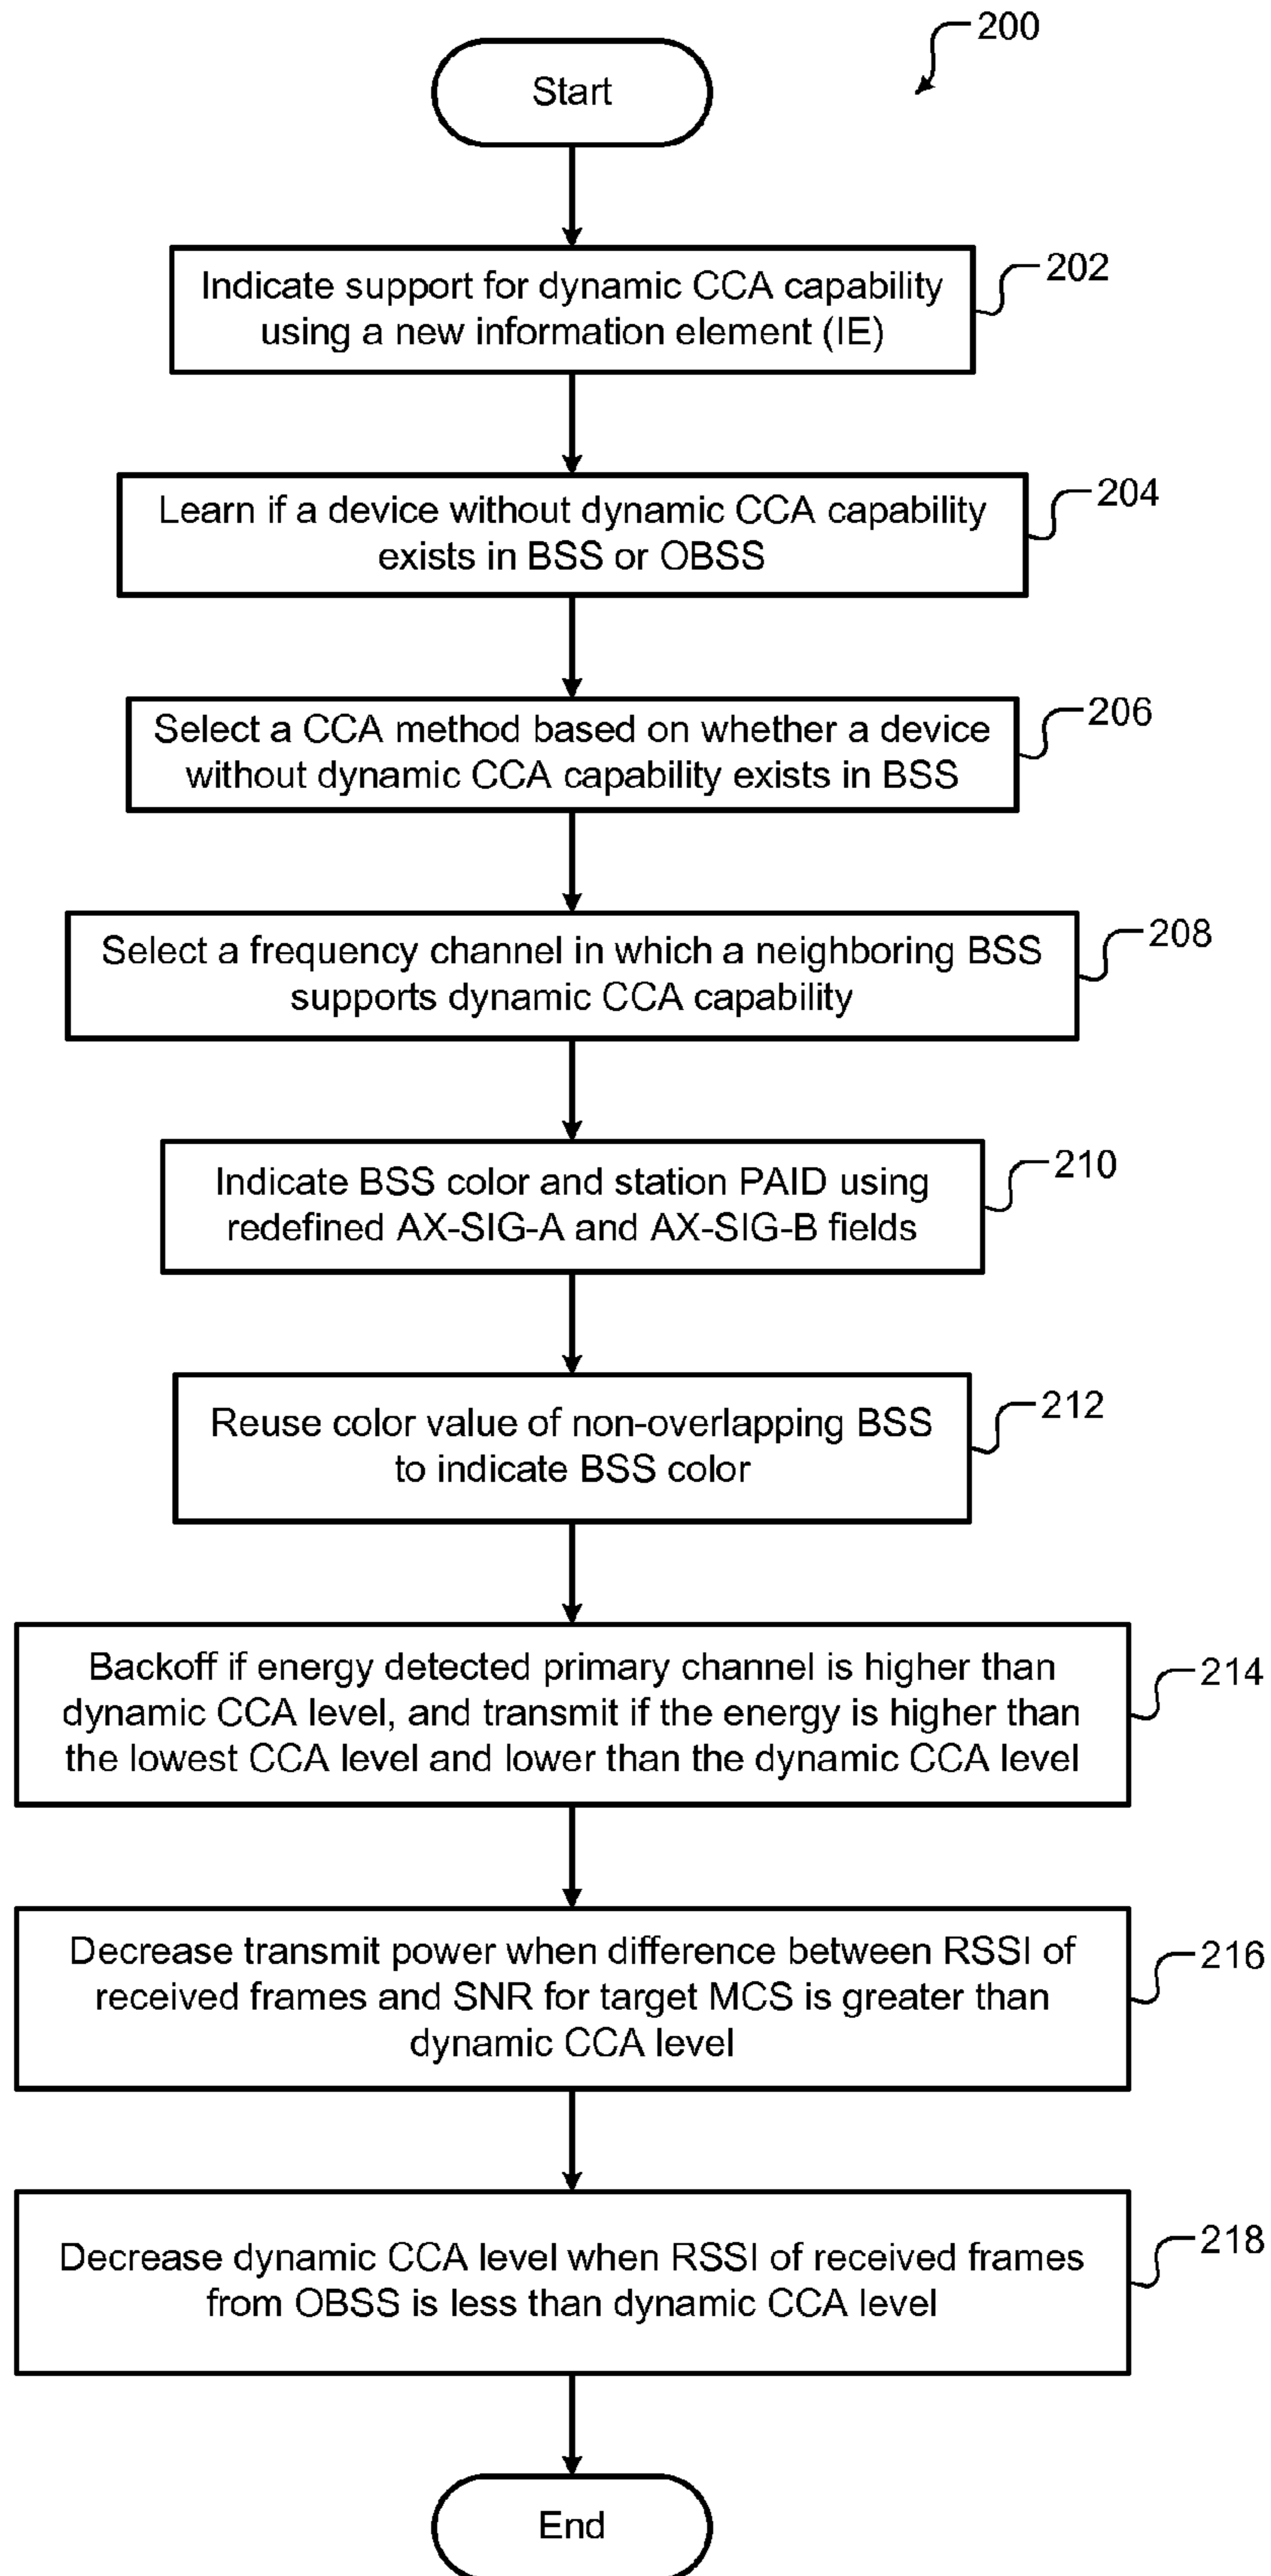 200
Start
Indicate support for dynamic CCA capability
using a new information element (IE)
202
Learn if a device without dynamic CCA capability
exists in BSS or OBSS
204
Select a CCA method based on whether a device
without dynamic CCA capability exists in BSS
206
Select a frequency channel in which a neighboring BSS
supports dynamic CCA capability
208
Indicate BSS color and station PAID using
redefined AX-SIG-A and AX-SIG-B fields
210
Reuse color value of non-overlapping BSS
to indicate BSS color
212
Backoff if energy detected primary channel is higher than
dynamic CCA level, and transmit if the energy is higher than
the lowest CCA level and lower than the dynamic CCA level
214
Decrease transmit power when difference between RSSI of
received frames and SNR for target MCS is greater than
dynamic CCA level
216
Decrease dynamic CCA level when RSSI of received frames
from OBSS is less than dynamic CCA level
218
End